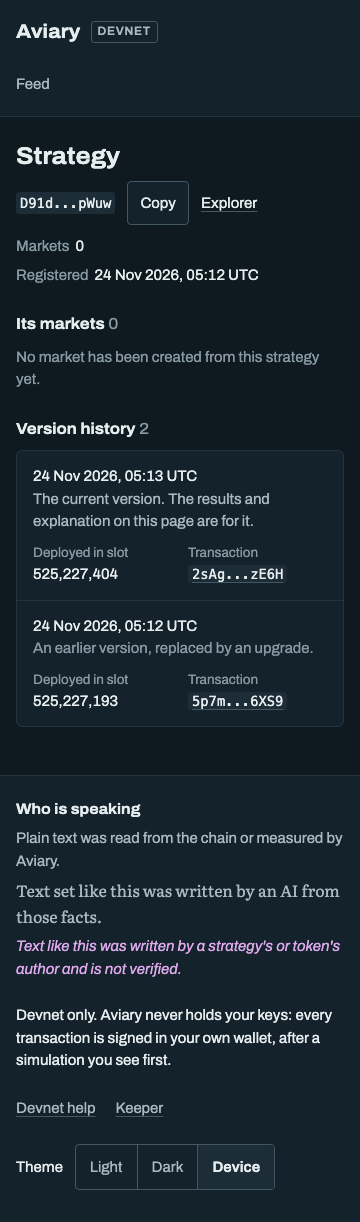 Aviary DEVNET
Feed
Strategy
D91d...pWuw Copy Explorer
Markets 0
Registered 24 Nov 2026, 05:12 UTC
Its markets 0
No market has been created from this strategy
yet.
Version history 2
24 Nov 2026, 05:13 UTC
The current version. The results and
explanation on this page are for it.
Deployed in slot Transaction
525,227,404 2sAg...zE6H
24 Nov 2026, 05:12 UTC
An earlier version, replaced by an upgrade.
Deployed in slot Transaction
525,227,193 5p7m...6XS9
Who is speaking
Plain text was read from the chain or measured by
Aviary.
Text set like this was written by an AI from
those facts.
Text like this was written by a strategy's or token's
author and is not verified.
Devnet only. Aviary never holds your keys: every
transaction is signed in your own wallet, after a
simulation you see first.
Devnet help Keeper
Theme Light Dark Device